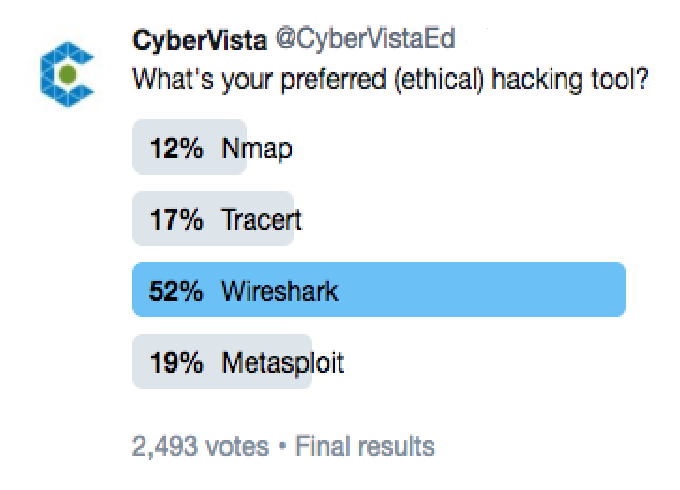 CyberVista @CyberVistaEd
What's your preferred (ethical) hacking tool?
12% Nmap
17% Tracert
52% Wireshark
19% Metasploit
2,493 votes • Final results